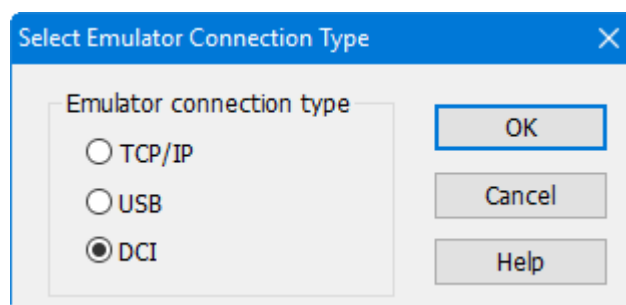 Select Emulator Connection Type
Emulator connection type
TCP/IP
USB
DCI
OK
Cancel
Help